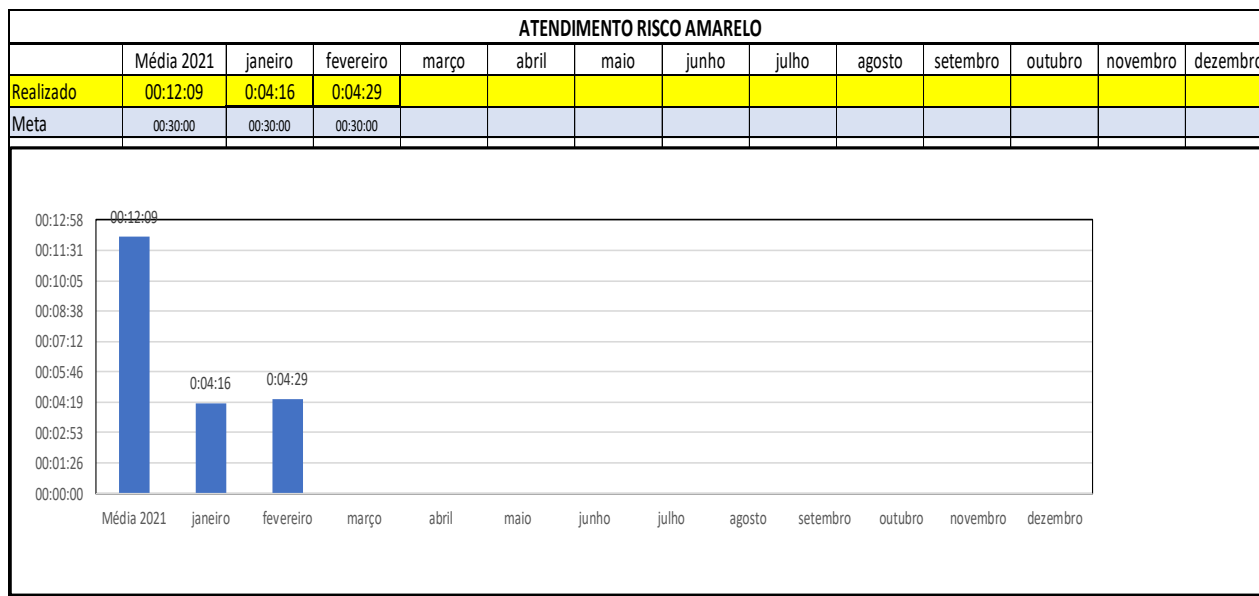 ATENDIMENTO RISCO AMARELO
Média 2021 janeiro fevereiro março abril maio junho julho agosto setembro outubro novembro dezembro
Realizado 00:12:09 0:04:16 0:04:29
Meta 00:30:00 00:30:00 00:30:00
00:12:58 00:12:09
00:11:31
00:10:05
00:08:38
00:07:12
00:05:46
0:04:16 0:04:29
00:04:19
00:02:53
00:01:26
00:00:00
Média 2021 janeiro fevereiro março abril maio junho julho agosto setembro outubro novembro dezembro